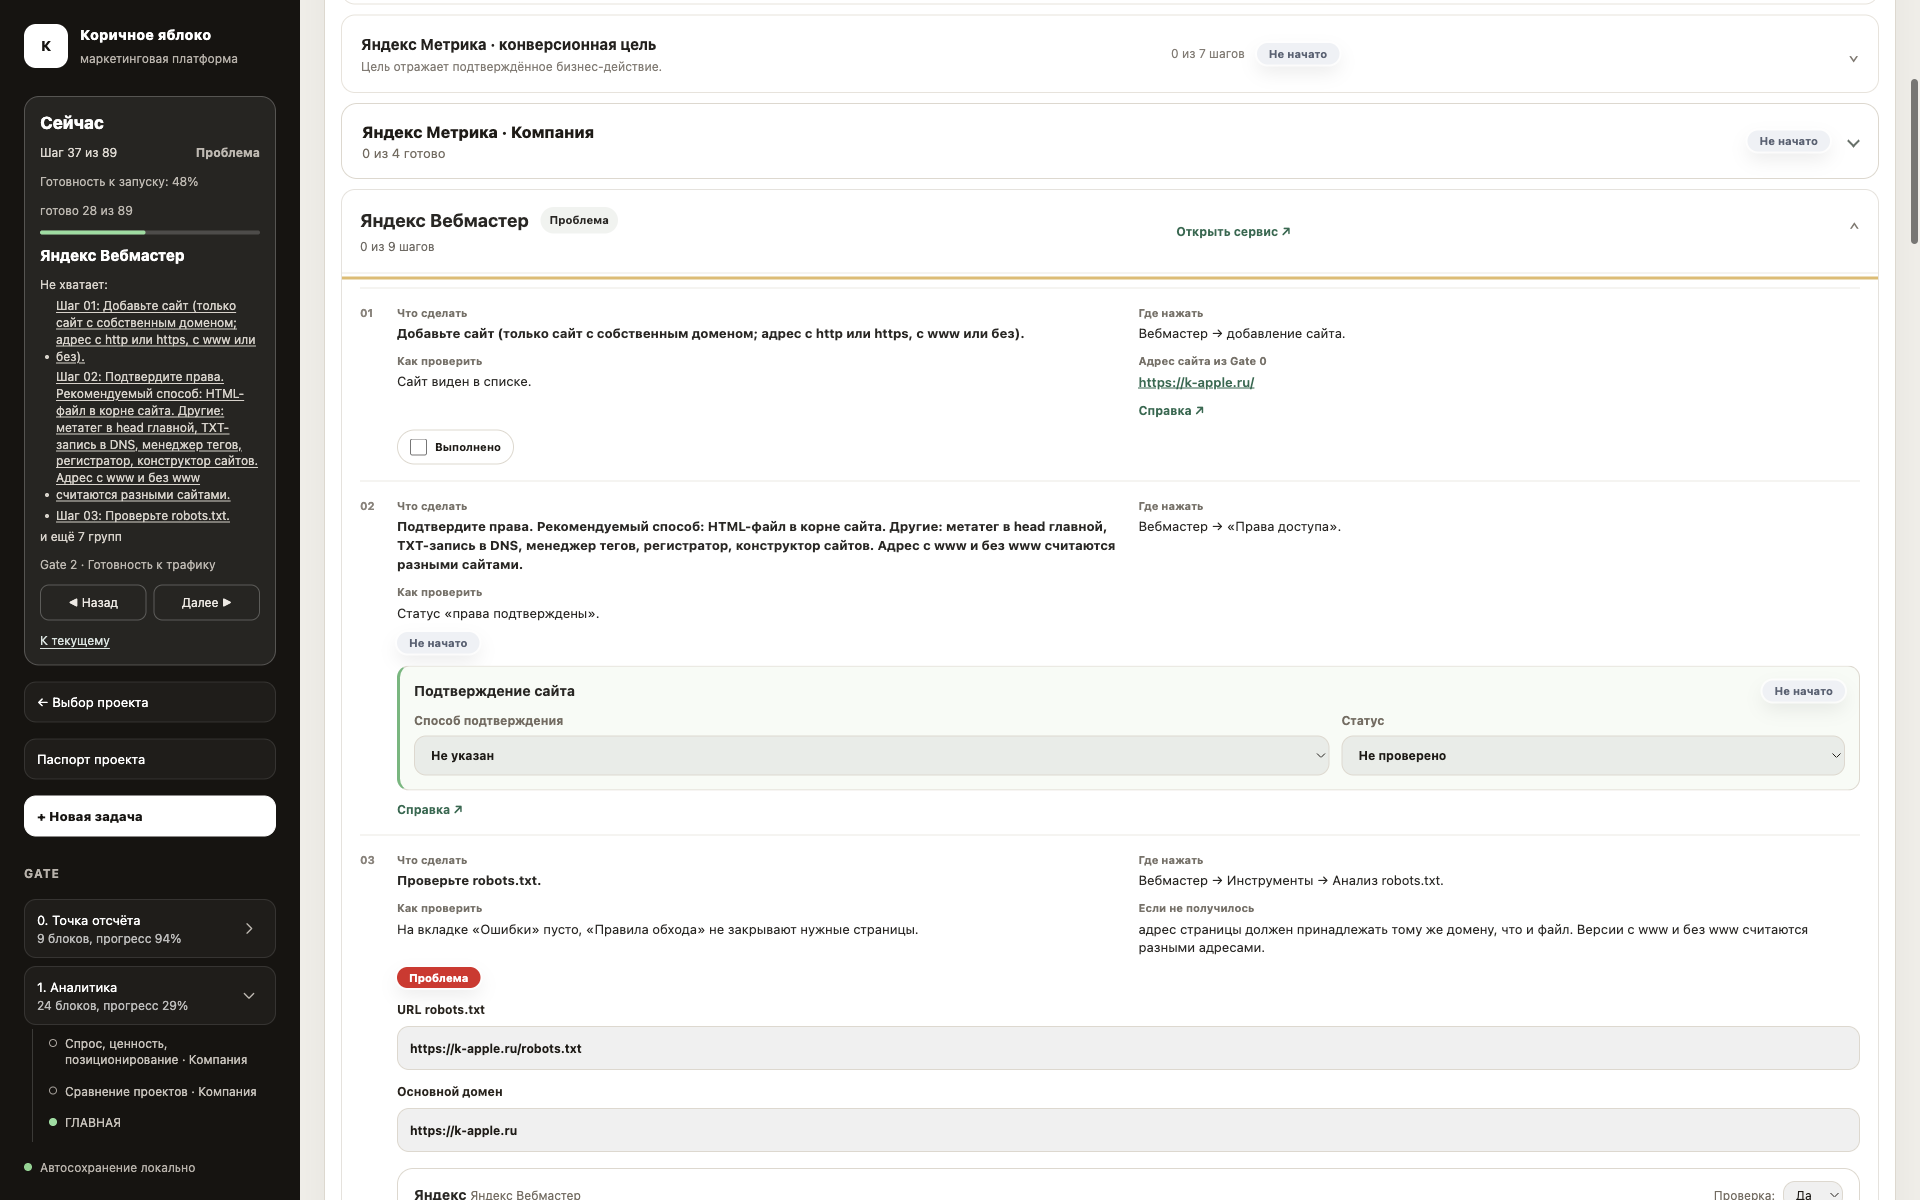 К
Коричное яблоко
маркетинговая платформа
Сейчас
Шаг 37 из 89
Проблема
Готовность к запуску: 48%
готово 28 из 89
Яндекс Вебмастер
Не хватает:
Шаг 01: Добавьте сайт (только
сайт с собственным доменом;
адрес с http или https, с www или
• без).
Шаг 02: Подтвердите права.
Рекомендуемый способ: HTML-
файл в корне сайта. Другие:
метатег в head главной, TXT-
запись в DNS, менеджер тегов,
регистратор, конструктор сайтов.
Адрес с www и без www
• считаются разными сайтами.
• Шаг 03: Проверьте robots.txt.
и ещё 7 групп
Gate 2 · Готовность к трафику
◀ Назад
Далее ▶
К текущему
← Выбор проекта
Паспорт проекта
+ Новая задача
GATE
0. Точка отсчёта
9 блоков, прогресс 94%
1. Аналитика
24 блоков, прогресс 29%
Спрос, ценность,
позиционирование · Компания
Сравнение проектов · Компания
ГЛАВНАЯ
Автосохранение локально
Яндекс Метрика · конверсионная цель
Цель отражает подтверждённое бизнес-действие.
0 из 7 шагов
Не начато
Яндекс Метрика · Компания
0 из 4 готово
Не начато
Яндекс Вебмастер
Проблема
0 из 9 шагов
Открыть сервис ↗
01
Что сделать
Добавьте сайт (только сайт с собственным доменом; адрес с http или https, с www или без).
Как проверить
Сайт виден в списке.
Где нажать
Вебмастер → добавление сайта.
Адрес сайта из Gate 0
https://k-apple.ru/
Справка ↗
Выполнено
02
Что сделать
Подтвердите права. Рекомендуемый способ: HTML-файл в корне сайта. Другие: метатег в head главной,
TXT-запись в DNS, менеджер тегов, регистратор, конструктор сайтов. Адрес с www и без www считаются
разными сайтами.
Как проверить
Статус «права подтверждены».
Не начато
Где нажать
Вебмастер → «Права доступа».
Подтверждение сайта
Не начато
Способ подтверждения
Не указан
Статус
Не проверено
Справка ↗
03
Что сделать
Проверьте robots.txt.
Как проверить
На вкладке «Ошибки» пусто, «Правила обхода» не закрывают нужные страницы.
Где нажать
Вебмастер → Инструменты → Анализ robots.txt.
Если не получилось
адрес страницы должен принадлежать тому же домену, что и файл. Версии с www и без www считаются
разными адресами.
Проблема
URL robots.txt
https://k-apple.ru/robots.txt
Основной домен
https://k-apple.ru
Яндекс Яндекс Вебмастер
Проверка:
Да